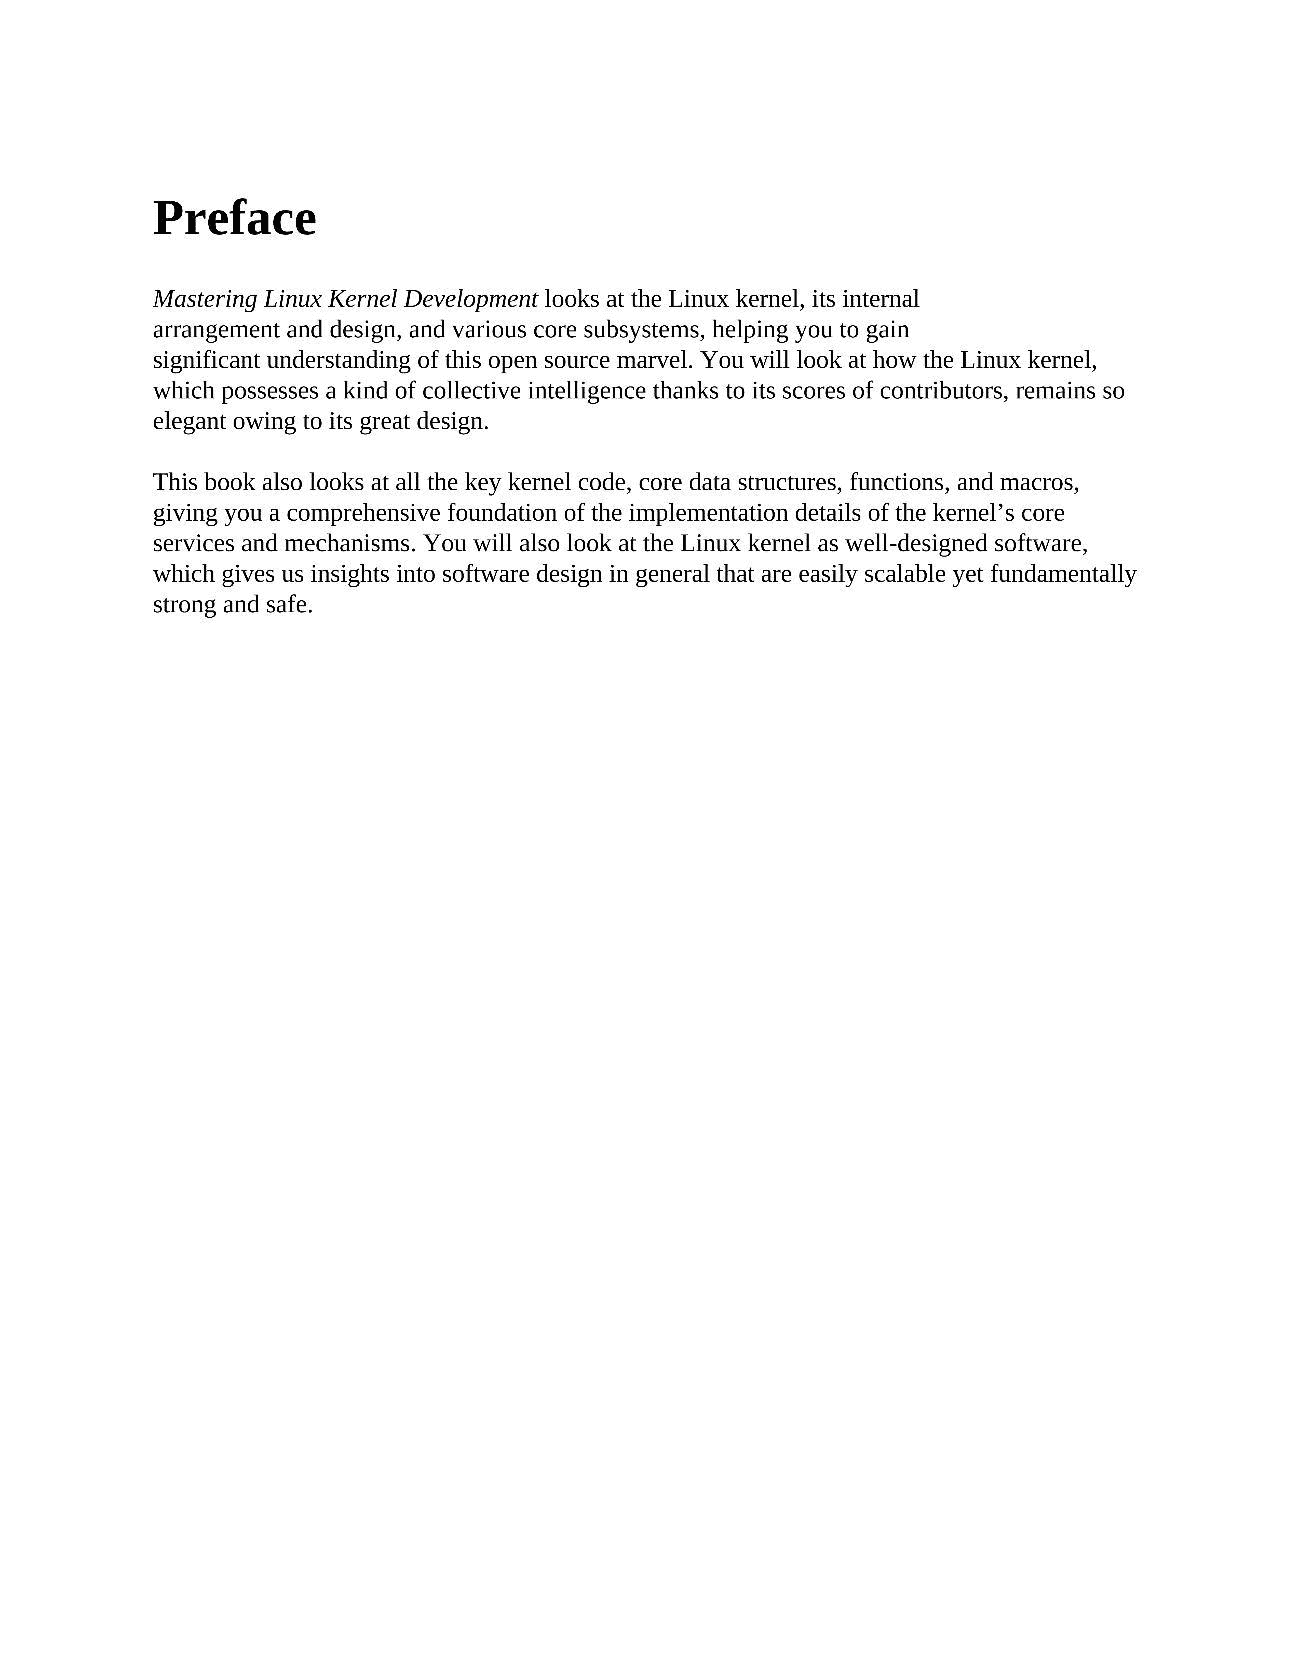 Preface
Mastering Linux Kernel Development looks at the Linux kernel, its internal
arrangement and design, and various core subsystems, helping you to gain
significant understanding of this open source marvel. You will look at how the Linux kernel,
which possesses a kind of collective intelligence thanks to its scores of contributors, remains so
elegant owing to its great design.
This book also looks at all the key kernel code, core data structures, functions, and macros,
giving you a comprehensive foundation of the implementation details of the kernel’s core
services and mechanisms. You will also look at the Linux kernel as well-designed software,
which gives us insights into software design in general that are easily scalable yet fundamentally
strong and safe.